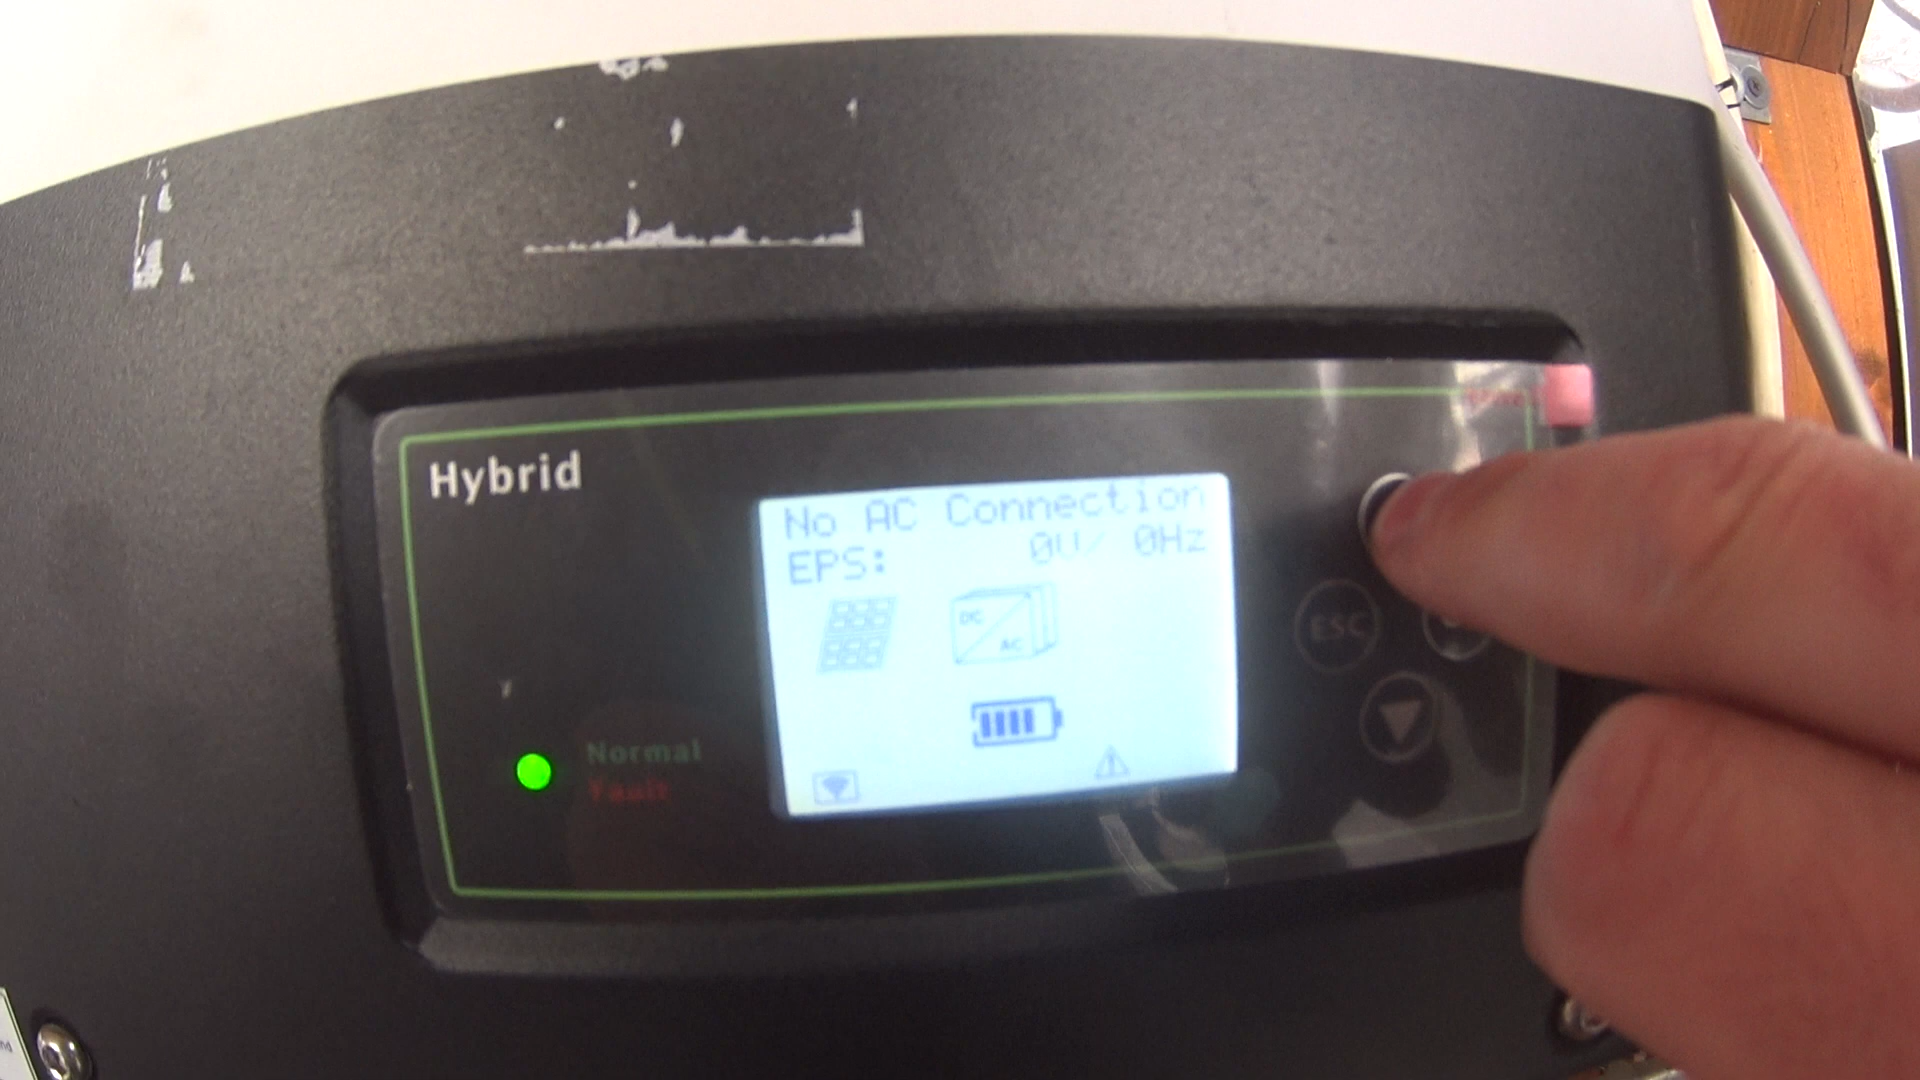 Hybrid
No AC Connection
EPS: 0V/ 0Hz
DC
AC
ESC
Normal
Fault